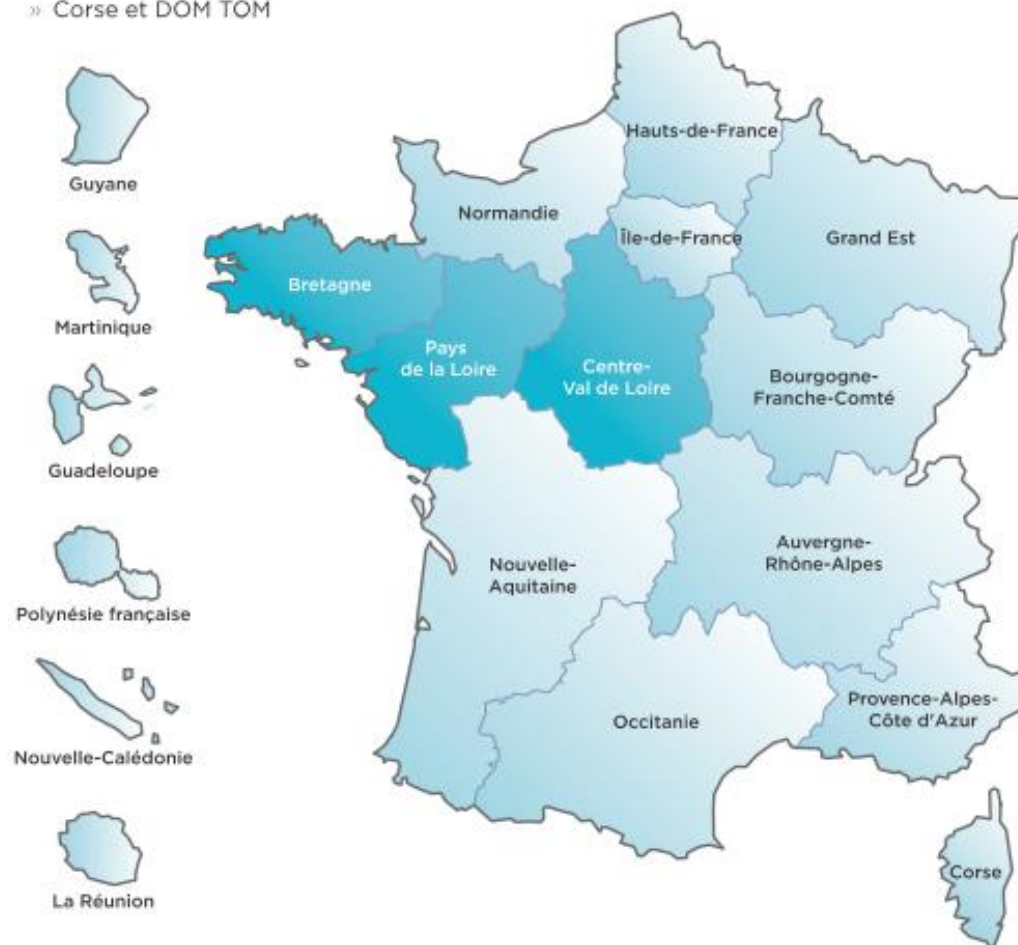 » Corse et DOM TOM
Guyane
Martinique
Guadeloupe
Polynésie française
Nouvelle-Calédonie
La Réunion
Hauts-de-France
Normandie
Île-de-France
Grand Est
Bretagne
Pays
de la Loire
Centre-
Val de Loire
Bourgogne-
Franche-Comté
Nouvelle-
Aquitaine
Auvergne-
Rhône-Alpes
Occitanie
Provence-Alpes-
Côte d'Azur
Corse